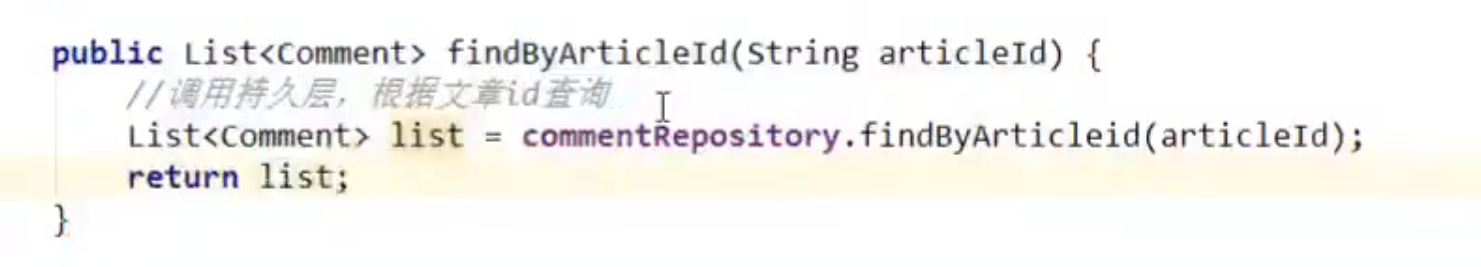 public List<Comment> findByArticleId(String articleId) {
//调用持久层，根据文章id查询
List<Comment> list = commentRepository.findByArticleid(articleId);
return list;
}